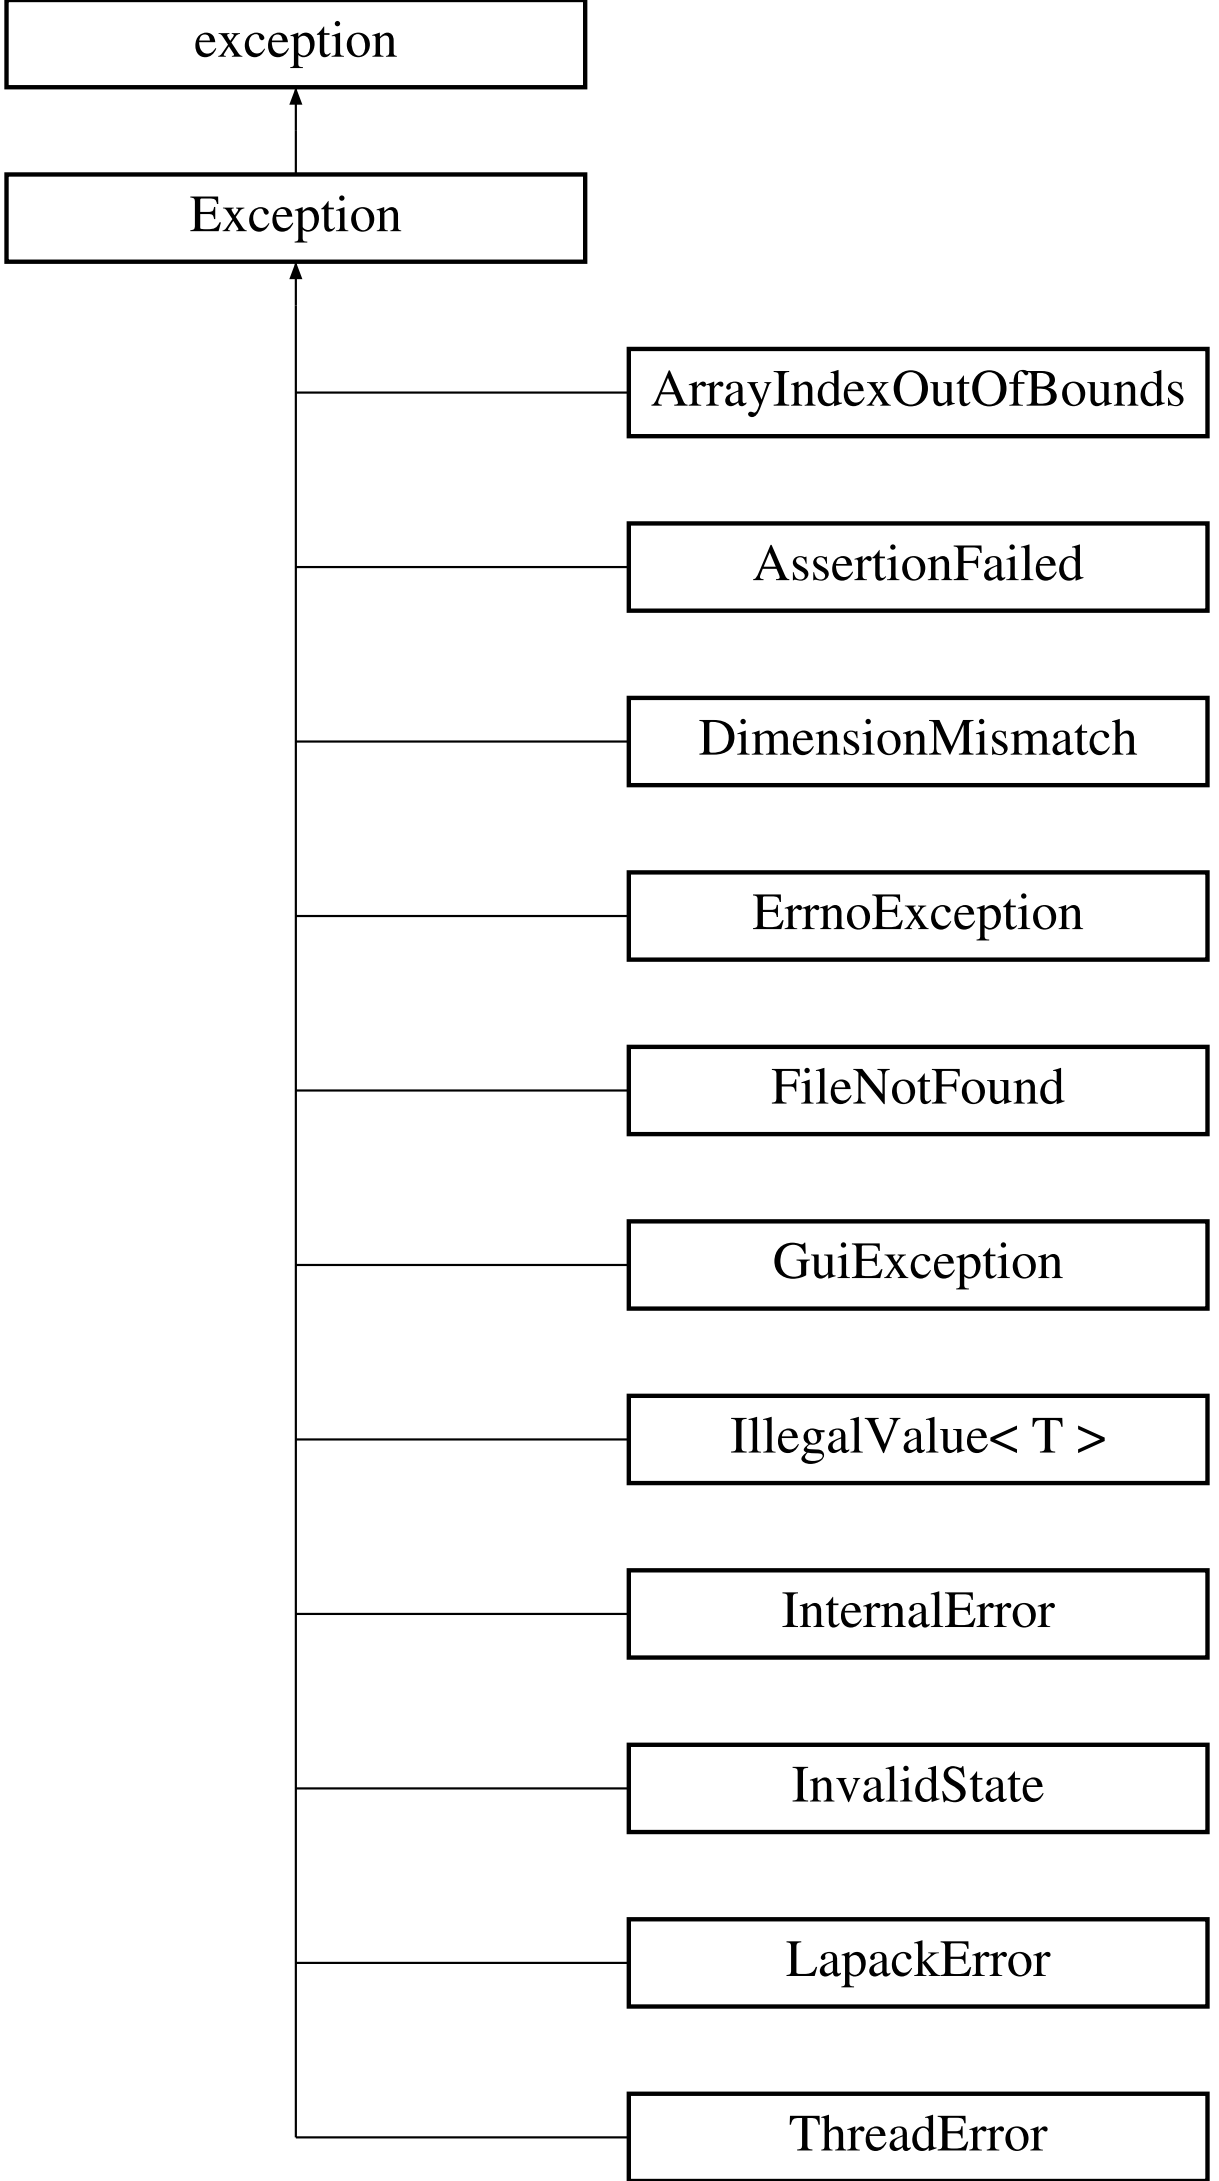 exception
Exception
ArrayIndexOutOfBounds
AssertionFailed
DimensionMismatch
ErrnoException
FileNotFound
GuiException
IllegalValue< T >
InternalError
InvalidState
LapackError
ThreadError